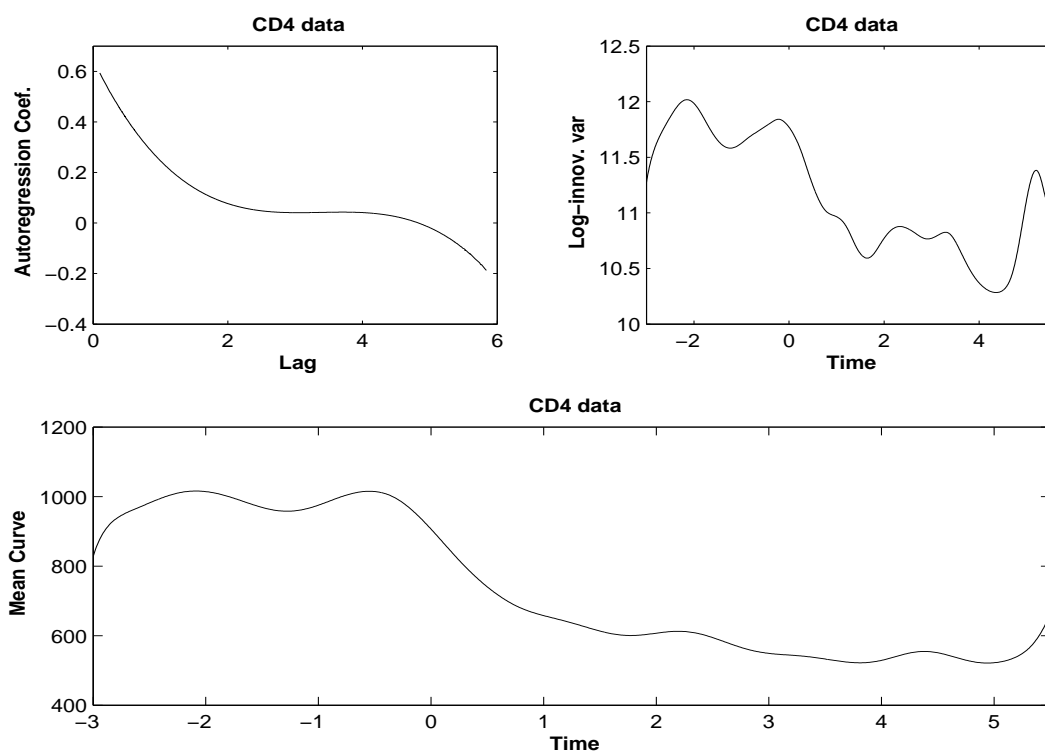 CD4 data
0.6
0.4
0.2
0
−0.2
−0.4
Autoregression Coef.
0 2 4 6
Lag
CD4 data
12.5
12
11.5
11
10.5
10
Log−innov. var
−2 0 2 4
Time
CD4 data
1200
1000
800
600
400
Mean Curve
−3 −2 −1 0 1 2 3 4 5
Time